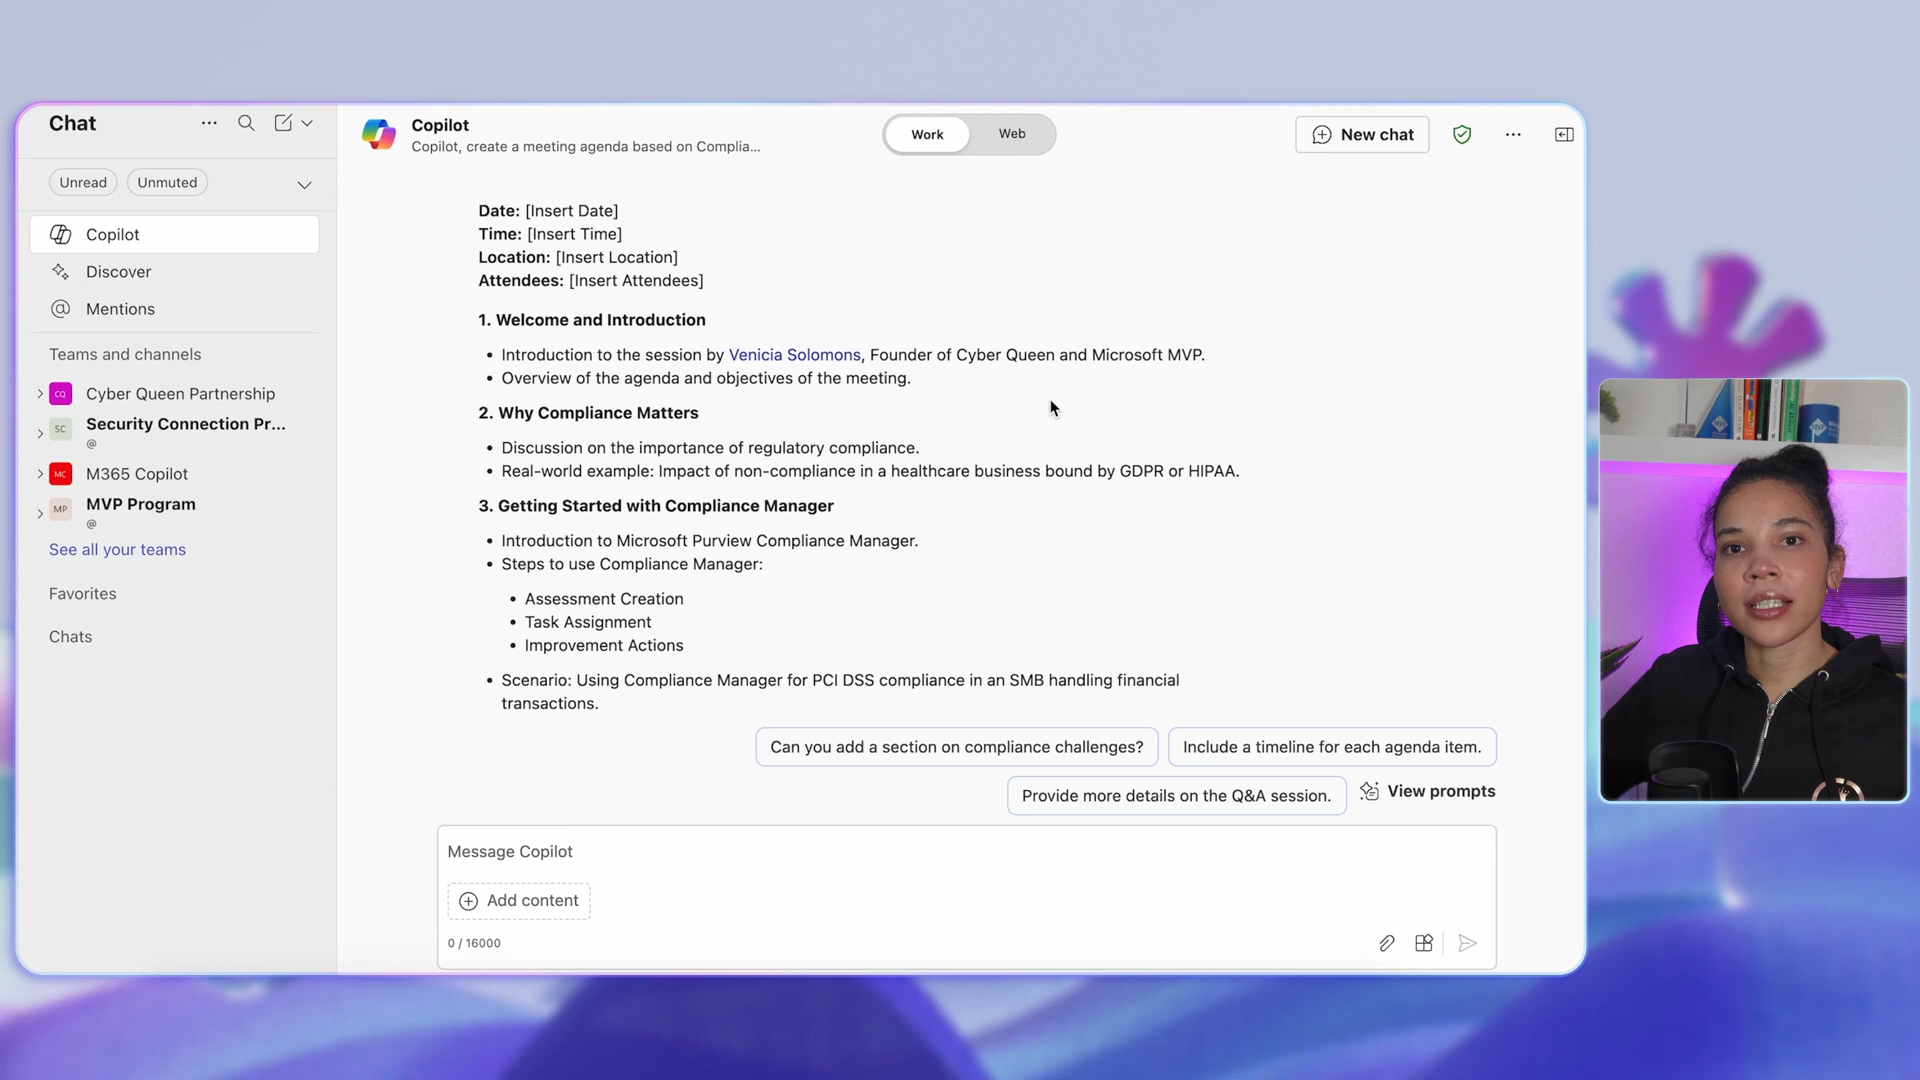 Chat
Unread
Unmuted
Copilot
Discover
Mentions
Teams and channels
CQ
Cyber Queen Partnership
SC
Security Connection Pr...
@
MC
M365 Copilot
MP
MVP Program
@
See all your teams
Favorites
Chats
Copilot
Copilot, create a meeting agenda based on Complia...
Work
Web
New chat
Date: [Insert Date]
Time: [Insert Time]
Location: [Insert Location]
Attendees: [Insert Attendees]
1. Welcome and Introduction
• Introduction to the session by Venicia Solomons, Founder of Cyber Queen and Microsoft MVP.
• Overview of the agenda and objectives of the meeting.
2. Why Compliance Matters
• Discussion on the importance of regulatory compliance.
• Real-world example: Impact of non-compliance in a healthcare business bound by GDPR or HIPAA.
3. Getting Started with Compliance Manager
• Introduction to Microsoft Purview Compliance Manager.
• Steps to use Compliance Manager:
• Assessment Creation
• Task Assignment
• Improvement Actions
• Scenario: Using Compliance Manager for PCI DSS compliance in an SMB handling financial
transactions.
Can you add a section on compliance challenges?
Include a timeline for each agenda item.
Provide more details on the Q&A session.
View prompts
Message Copilot
Add content
0 / 16000